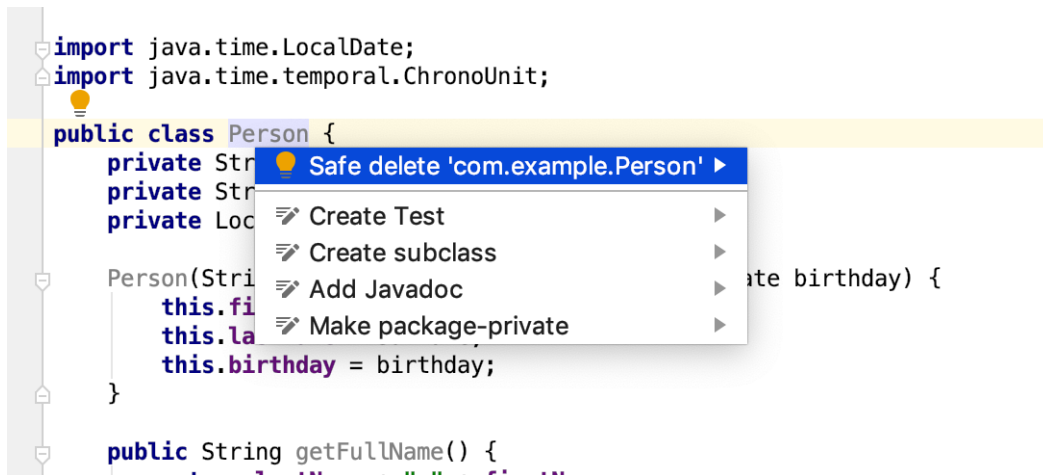 import java.time.LocalDate;
import java.time.temporal.ChronoUnit;
public class Person {
private Str
private Str
private Loc
Safe delete 'com.example.Person'
Create Test
Create subclass
Add Javadoc
Make package-private
Person(Stri ate birthday) {
this.fi
this.la
this.birthday = birthday;
}
public String getFullName() {